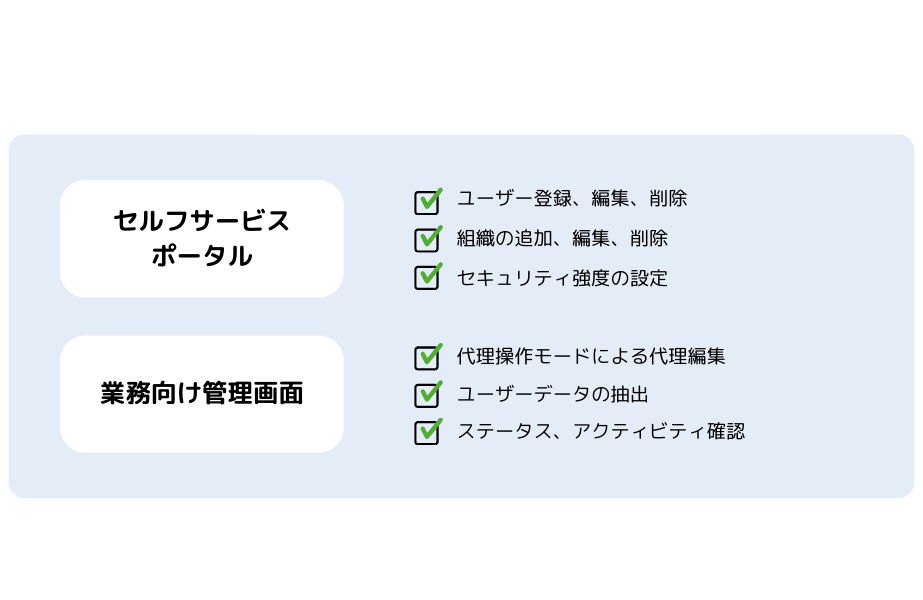 セルフサービス
ポータル
ユーザー登録、編集、削除
組織の追加、編集、削除
セキュリティ強度の設定
業務向け管理画面
代理操作モードによる代理編集
ユーザーデータの抽出
ステータス、アクティビティ確認